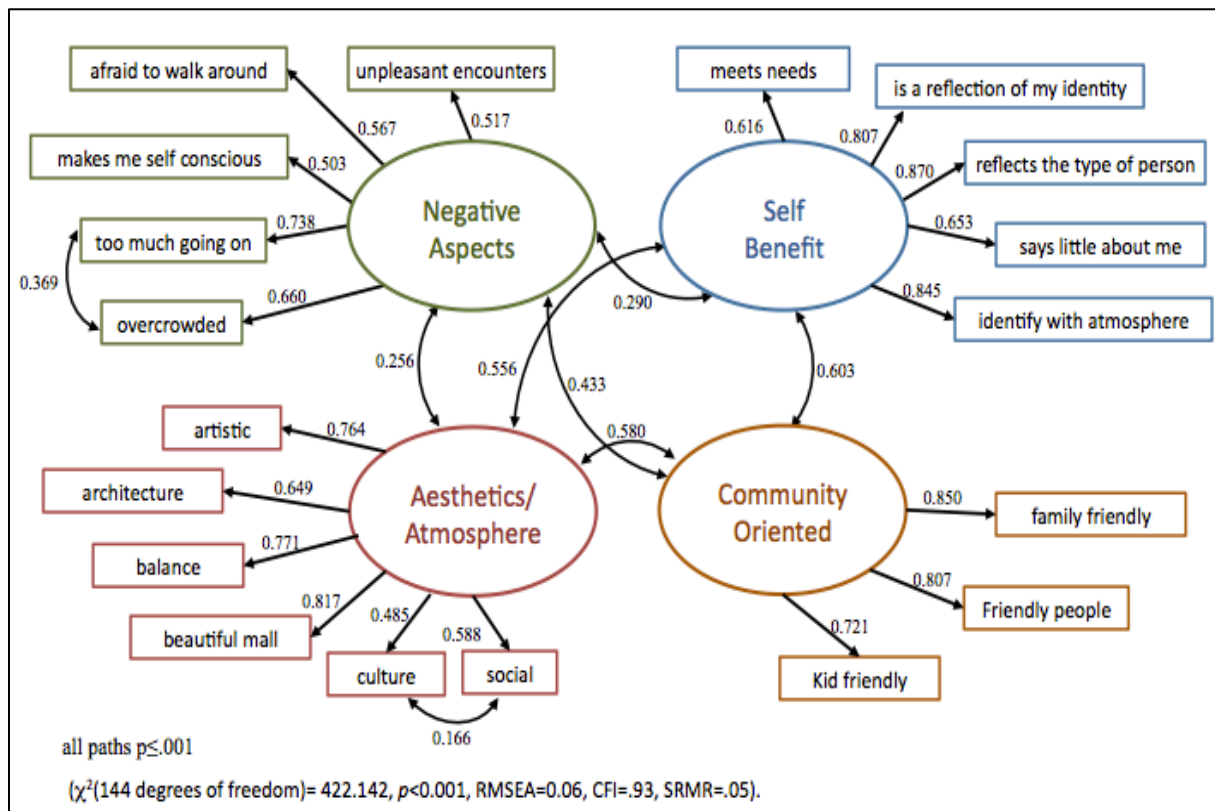 afraid to walk around
unpleasant encounters
meets needs
is a reflection of my identity
0.567
0.517
0.616
0.807
makes me self conscious
0.503
0.870
reflects the type of person
Negative
Aspects
Self
Benefit
too much going on
0.738
0.653
says little about me
0.369
0.660
overcrowded
0.290
0.845
identify with atmosphere
0.256
0.556
0.433
0.603
artistic
0.764
0.580
architecture
0.649
Aesthetics/
Atmosphere
Community
Oriented
0.850
family friendly
balance
0.771
0.807
Friendly people
beautiful mall
0.817
0.485
0.588
0.721
culture
social
Kid friendly
0.166
all paths p≤.001
(χ²(144 degrees of freedom)= 422.142, p<0.001, RMSEA=0.06, CFI=.93, SRMR=.05).